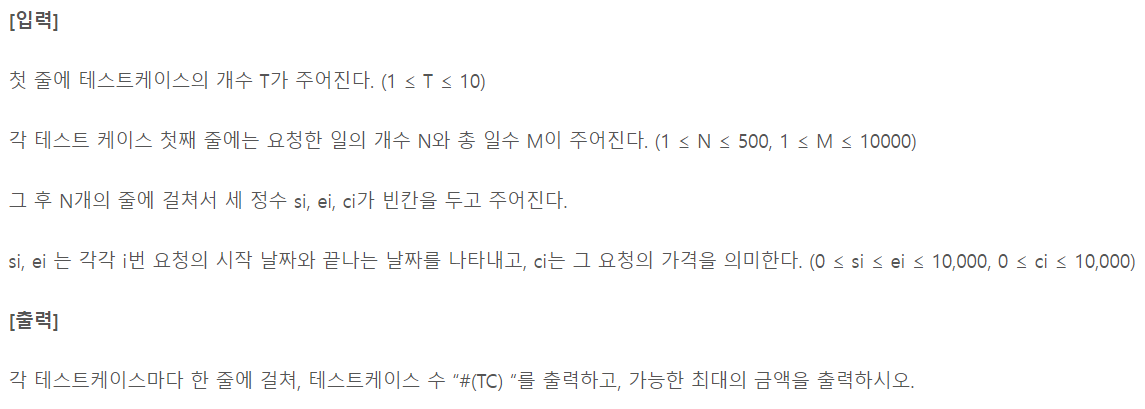 [입력]
첫 줄에 테스트케이스의 개수 T가 주어진다. (1 ≤ T ≤ 10)
각 테스트 케이스 첫째 줄에는 요청한 일의 개수 N와 총 일수 M이 주어진다. (1 ≤ N ≤ 500, 1 ≤ M ≤ 10000)
그 후 N개의 줄에 걸쳐서 세 정수 si, ei, ci가 빈칸을 두고 주어진다.
si, ei 는 각각 i번 요청의 시작 날짜와 끝나는 날짜를 나타내고, ci는 그 요청의 가격을 의미한다. (0 ≤ si ≤ ei ≤ 10,000, 0 ≤ ci ≤ 10,000)
[출력]
각 테스트케이스마다 한 줄에 걸쳐, 테스트케이스 수 “#(TC) “를 출력하고, 가능한 최대의 금액을 출력하시오.